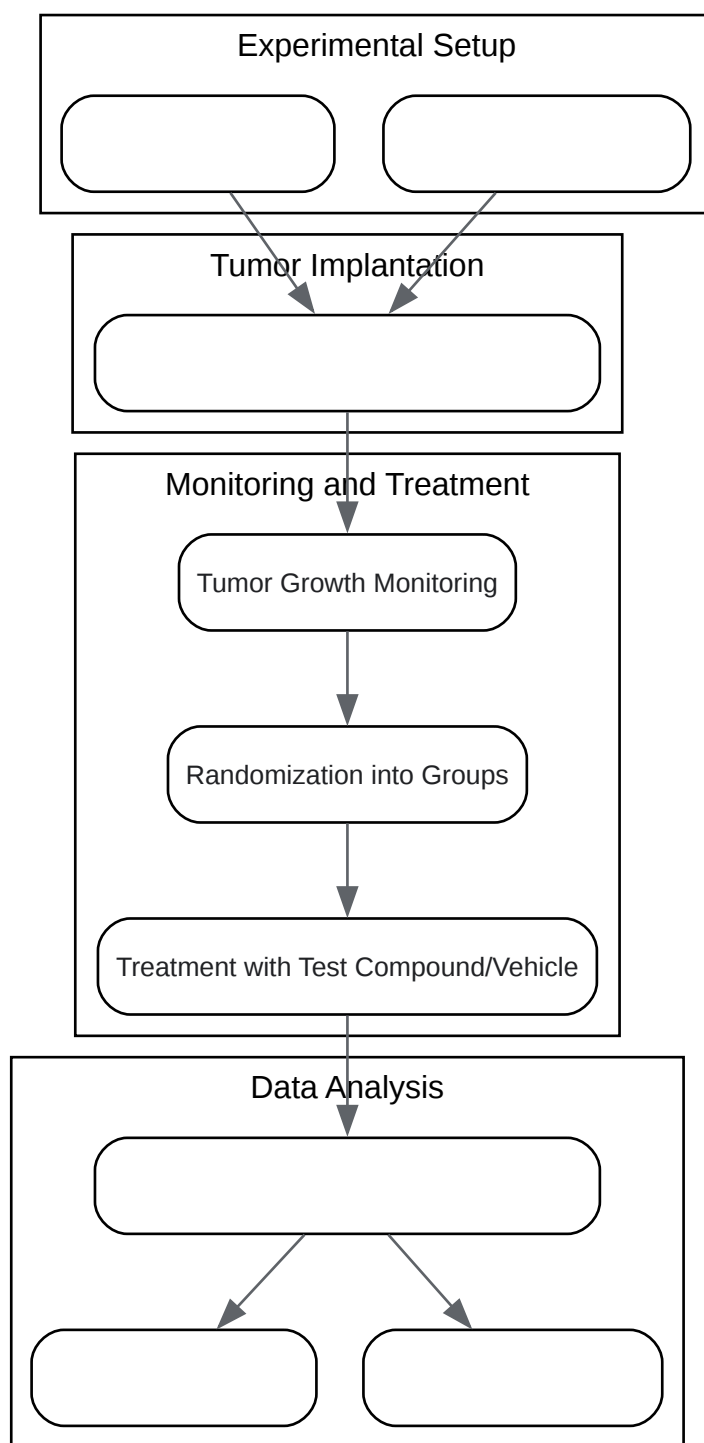 Experimental Setup
Tumor Implantation
Monitoring and Treatment
Tumor Growth Monitoring
Randomization into Groups
Treatment with Test Compound/Vehicle
Data Analysis